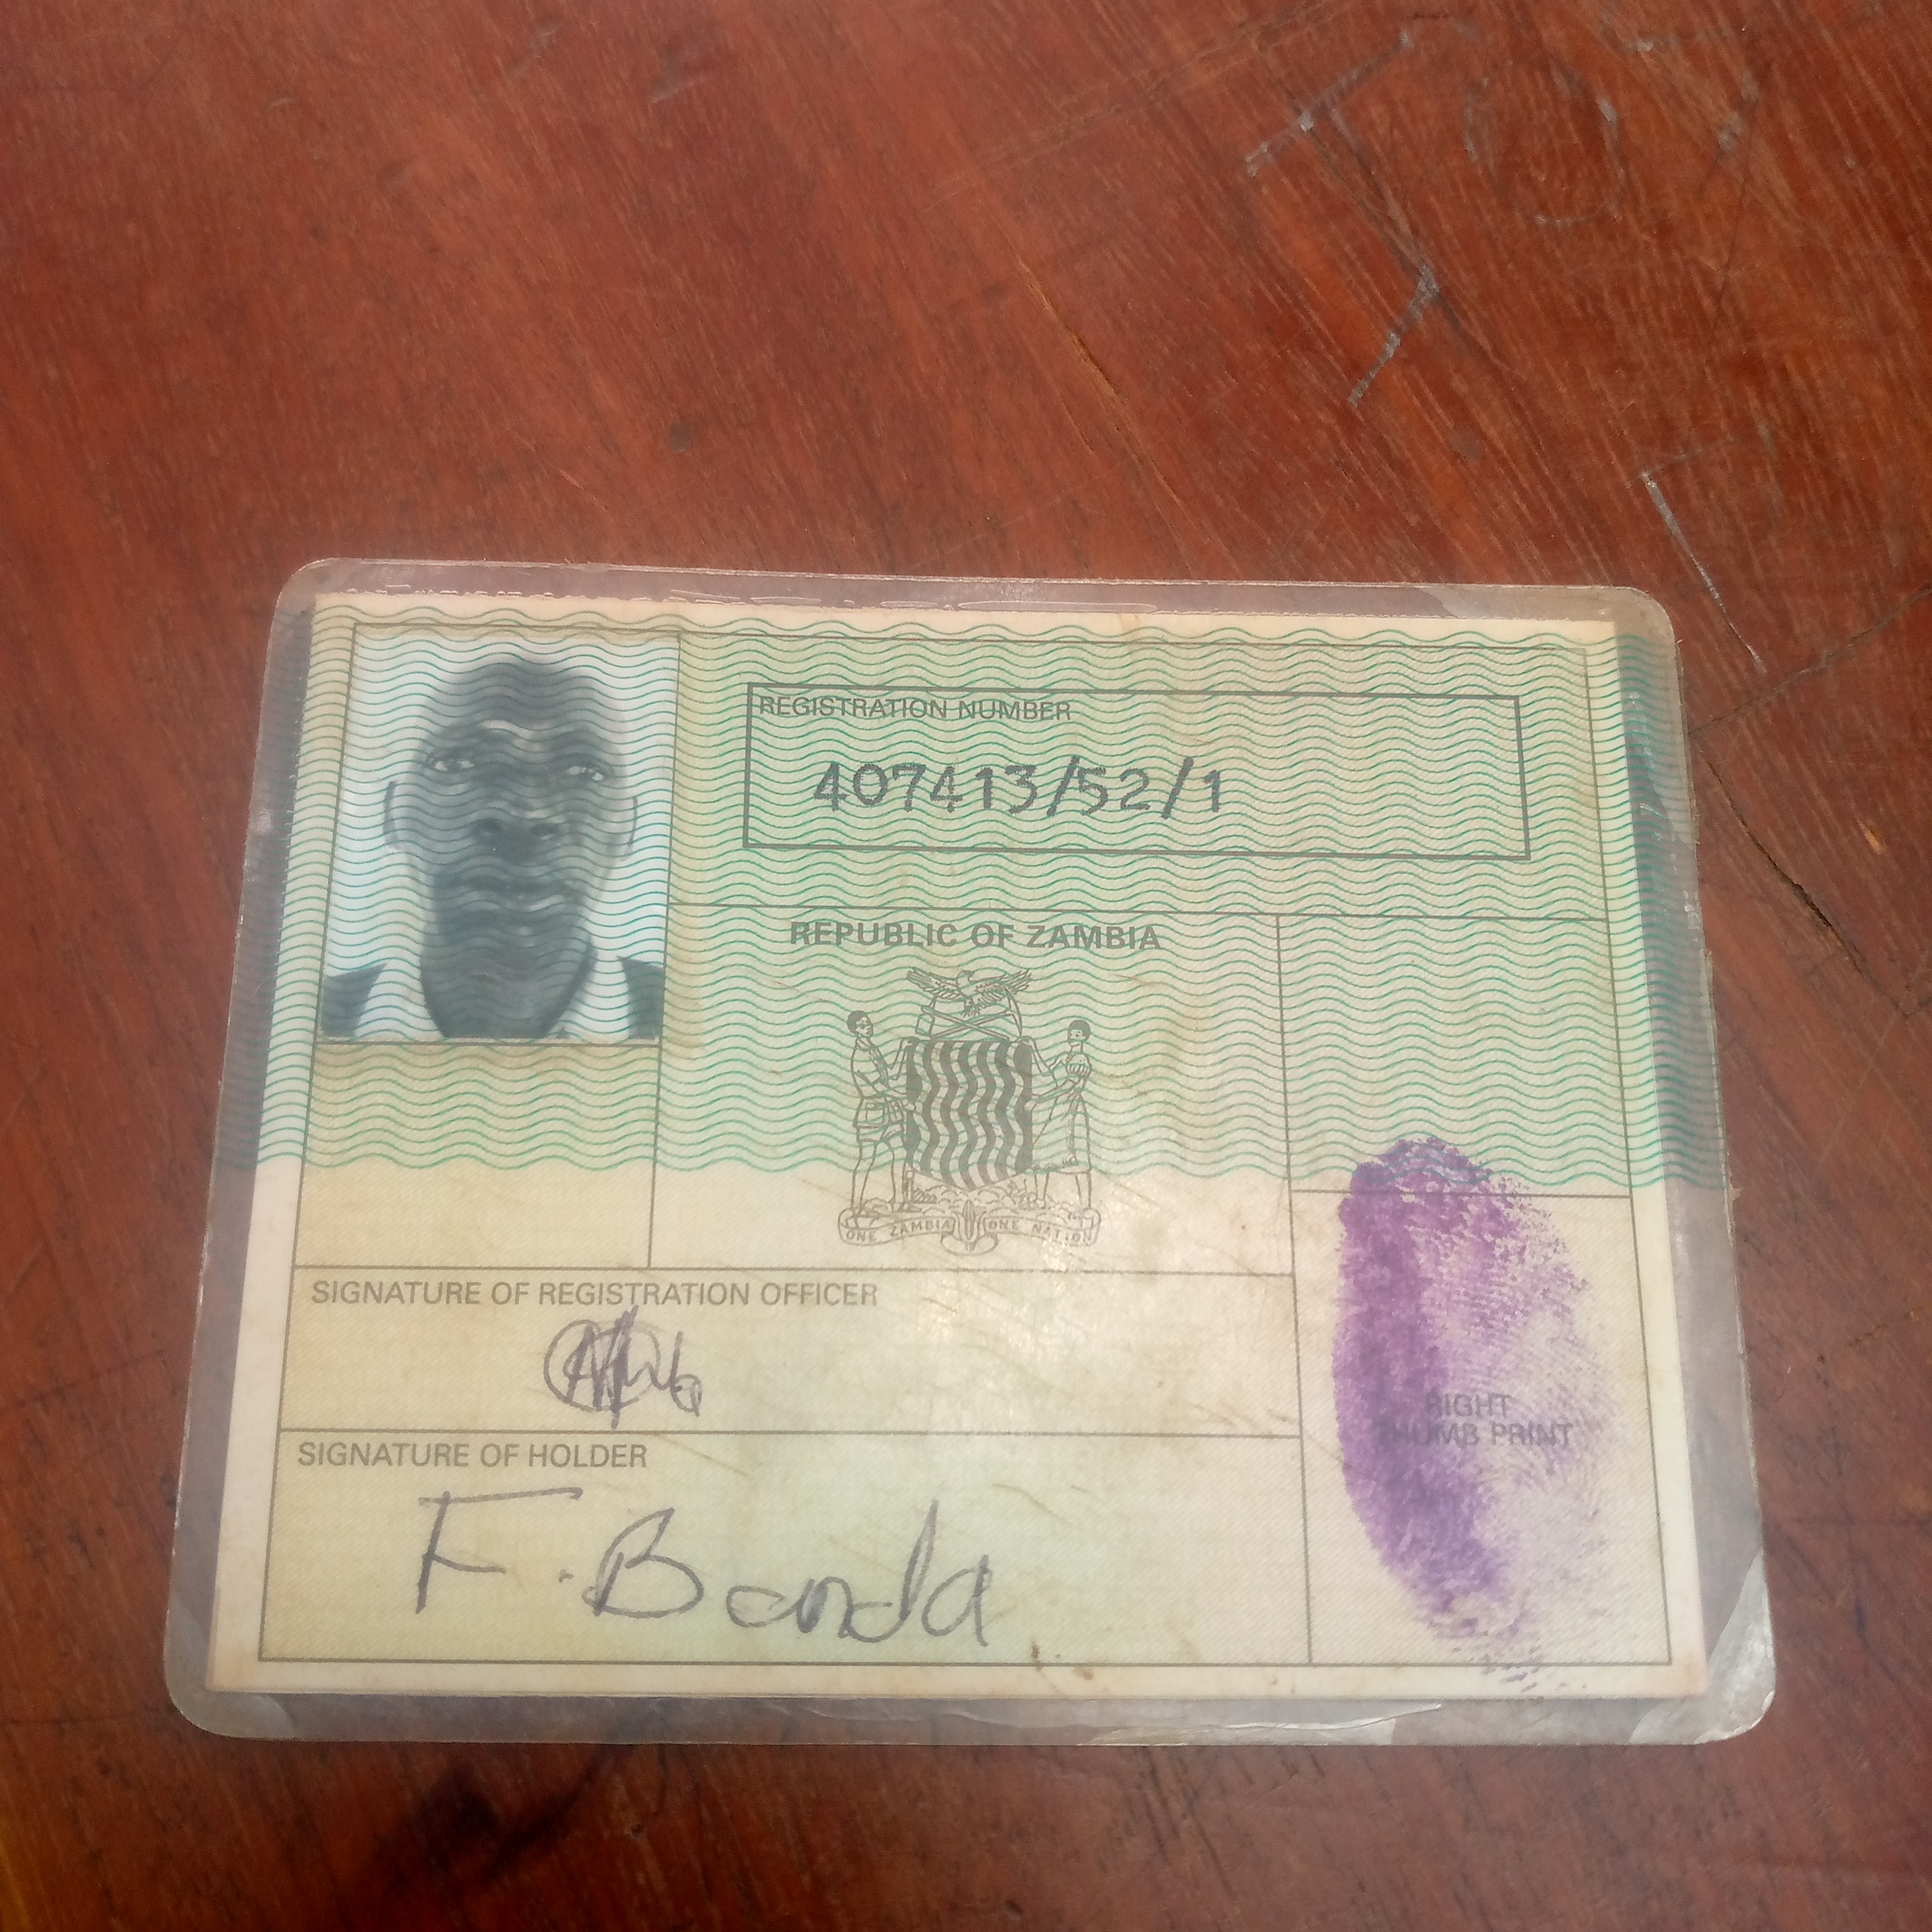 REGISTRATION NUMBER
407413/52/1
REPUBLIC OF ZAMBIA
ONE ZAMBIA ONE NATION
SIGNATURE OF REGISTRATION OFFICER
SIGNATURE OF HOLDER
F. Banda
RIGHT
THUMB PRINT